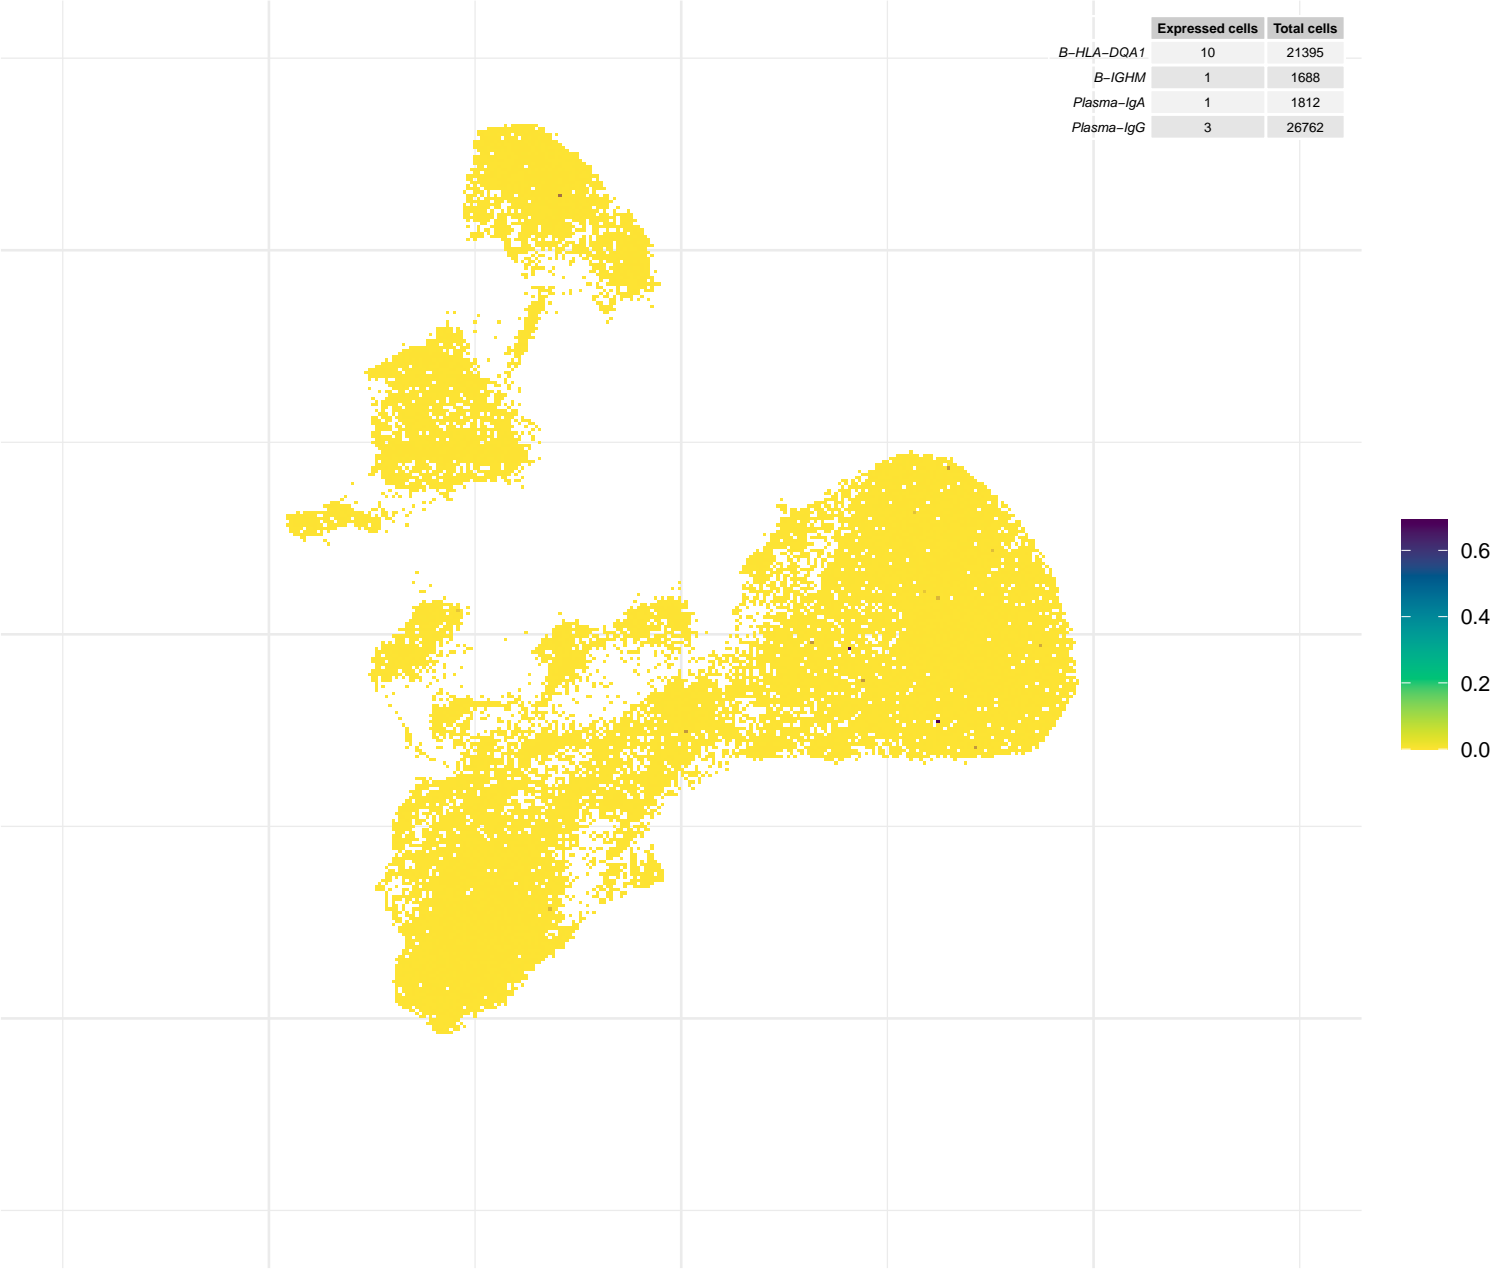 Expressed cells Total cells
B−HLA−DQA1 10 21395
B−IGHM 1 1688
Plasma−IgA 1 1812
Plasma−IgG 3 26762
0.6
0.4
0.2
0.0